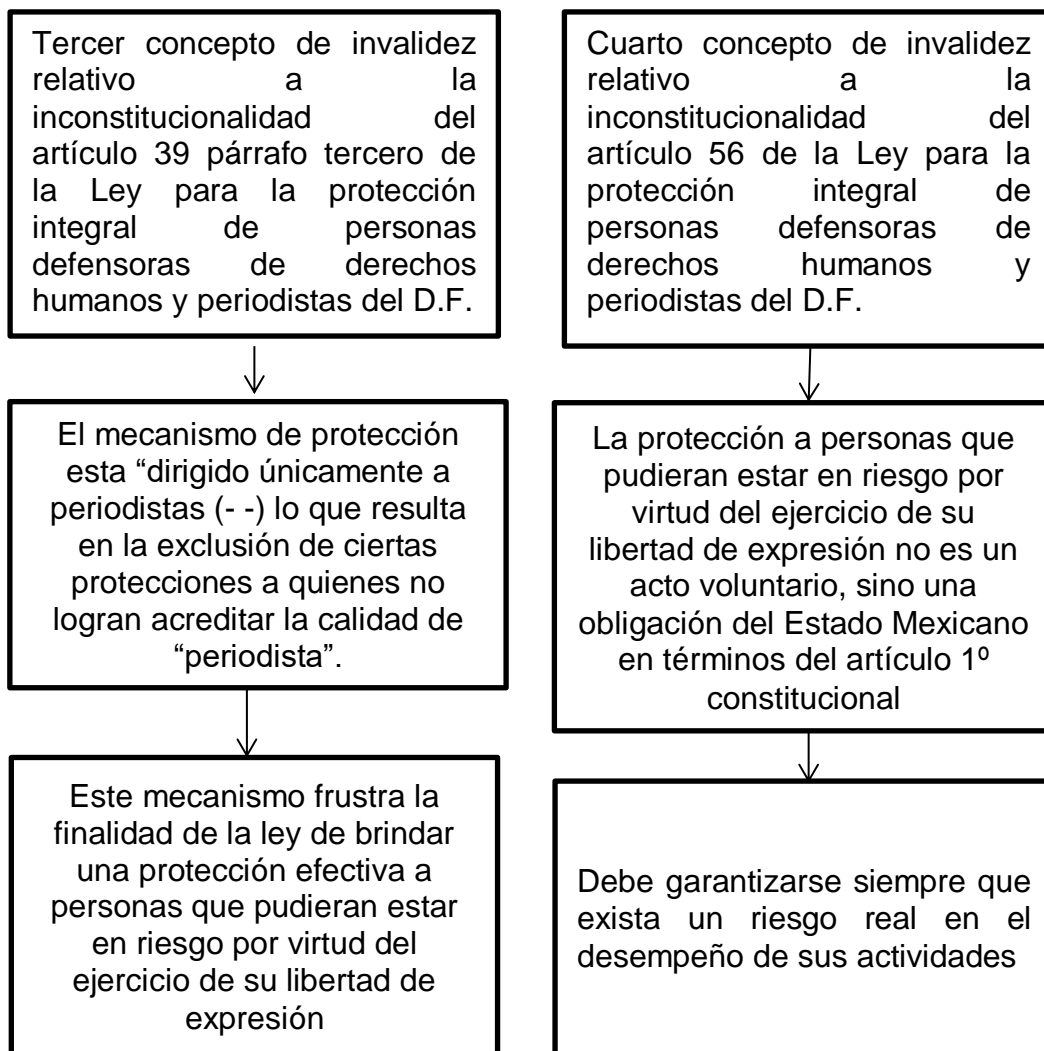 Tercer concepto de invalidez
relativo a la
inconstitucionalidad del
artículo 39 párrafo tercero de
la Ley para la protección
integral de personas
defensoras de derechos
humanos y periodistas del D.F.
El mecanismo de protección
esta “dirigido únicamente a
periodistas (- -) lo que resulta
en la exclusión de ciertas
protecciones a quienes no
logran acreditar la calidad de
“periodista”.
Este mecanismo frustra la
finalidad de la ley de brindar
una protección efectiva a
personas que pudieran estar
en riesgo por virtud del
ejercicio de su libertad de
expresión
Cuarto concepto de invalidez
relativo a la
inconstitucionalidad del
artículo 56 de la Ley para la
protección integral de
personas defensoras de
derechos humanos y
periodistas del D.F.
La protección a personas que
pudieran estar en riesgo por
virtud del ejercicio de su
libertad de expresión no es un
acto voluntario, sino una
obligación del Estado Mexicano
en términos del artículo 1º
constitucional
Debe garantizarse siempre que
exista un riesgo real en el
desempeño de sus actividades